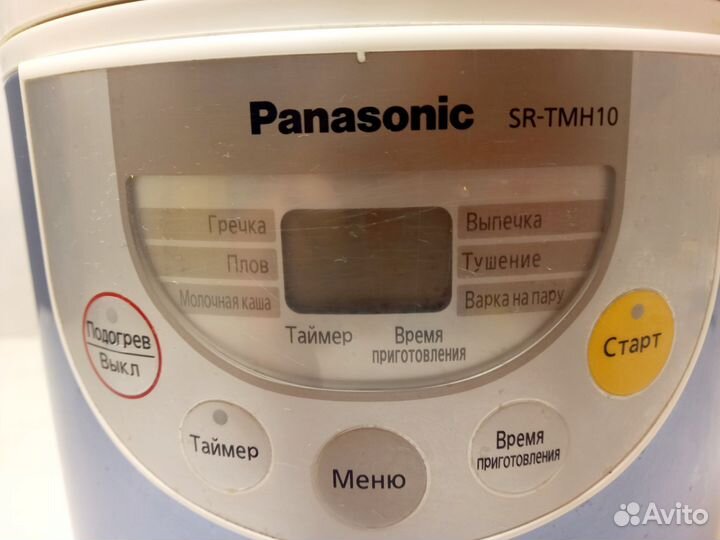 Panasonic SR-TMH10
Гречка
Плов
Молочная каша
Выпечка
Тушение
Варка на пару
Таймер
Время
приготовления
Подогрев
Выкл
Старт
Таймер
Меню
Время
приготовления
Avito